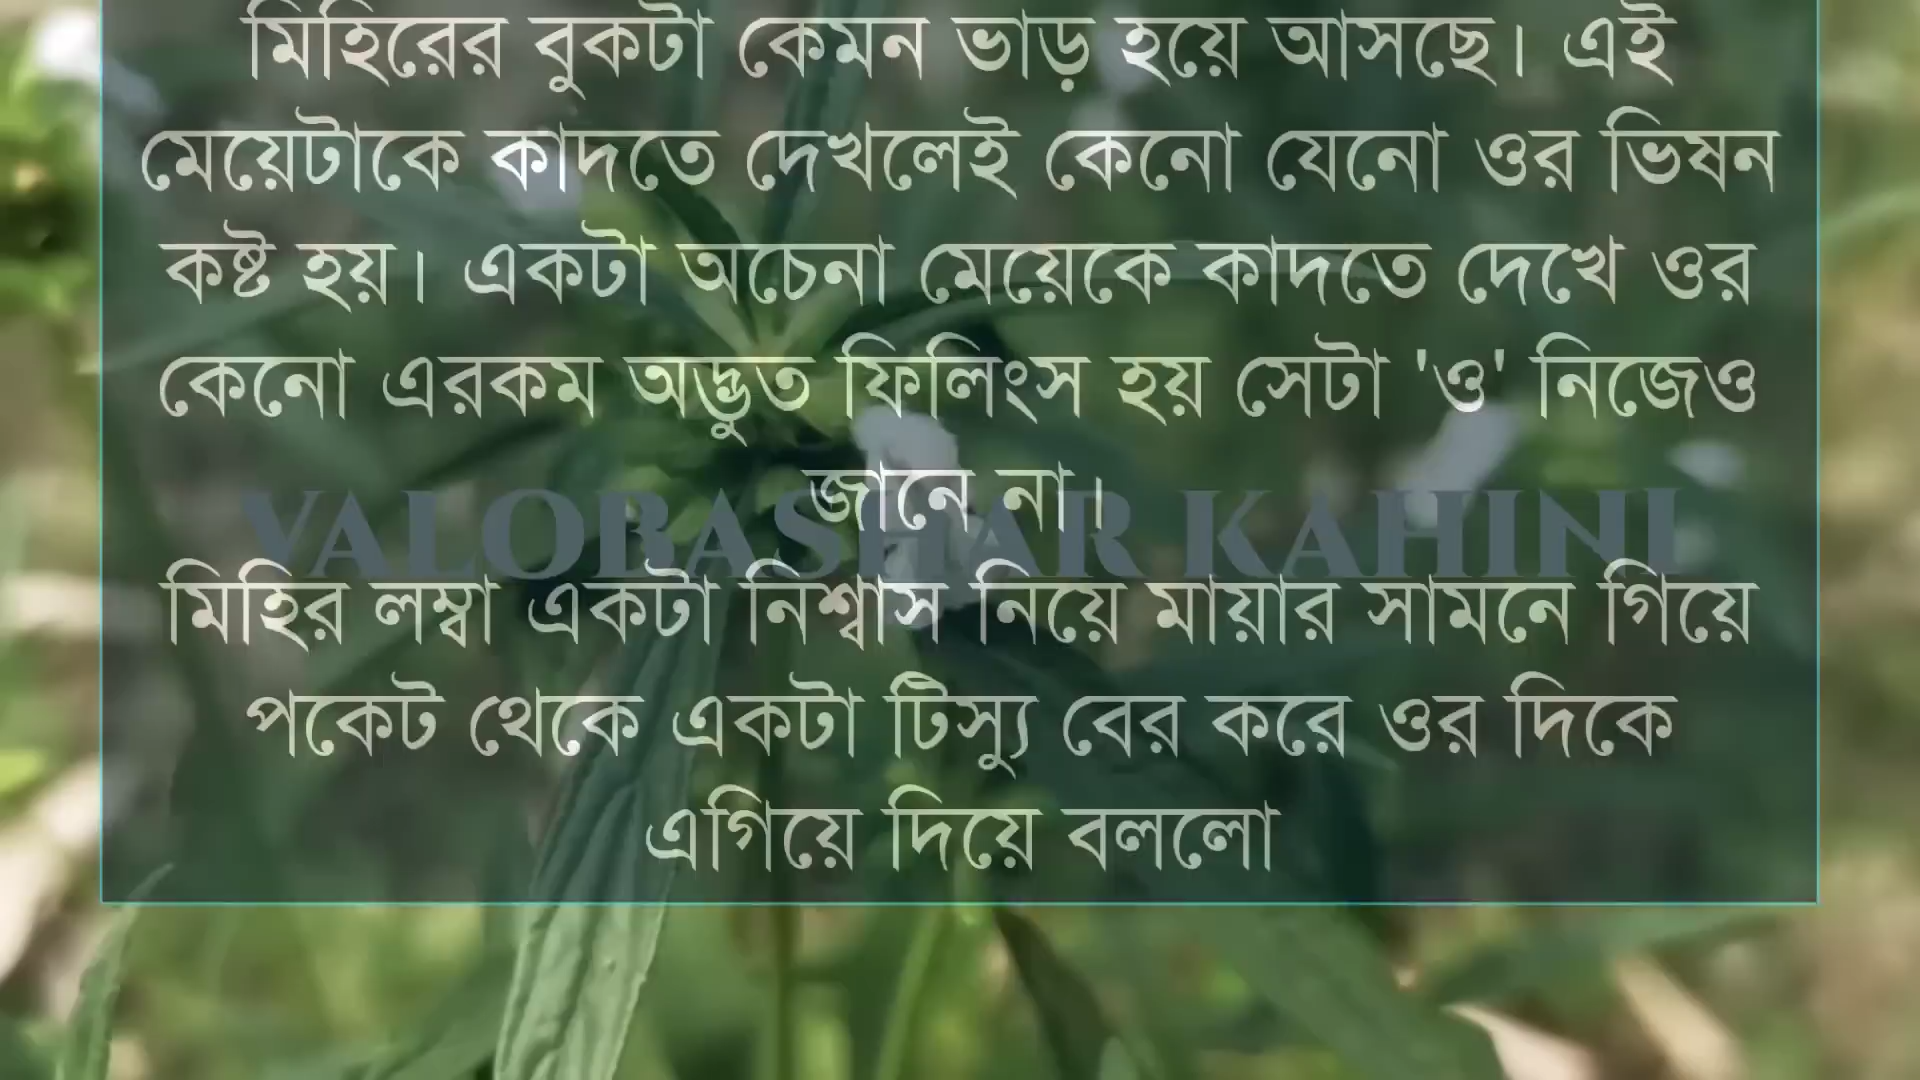 মিহিরের বুকটা কেমন ভাড় হয়ে আসছে। এই
মেয়েটাকে কাদতে দেখলেই কেনো যেনো ওর ভিষন
কষ্ট হয়। একটা অচেনা মেয়েকে কাদতে দেখে ওর
কেনো এরকম অদ্ভুত ফিলিংস হয় সেটা 'ও' নিজেও
জানে না।
VALOBASHAR KAHINI
মিহির লম্বা একটা নিশ্বাস নিয়ে মায়ার সামনে গিয়ে
পকেট থেকে একটা টিস্যু বের করে ওর দিকে
এগিয়ে দিয়ে বললো